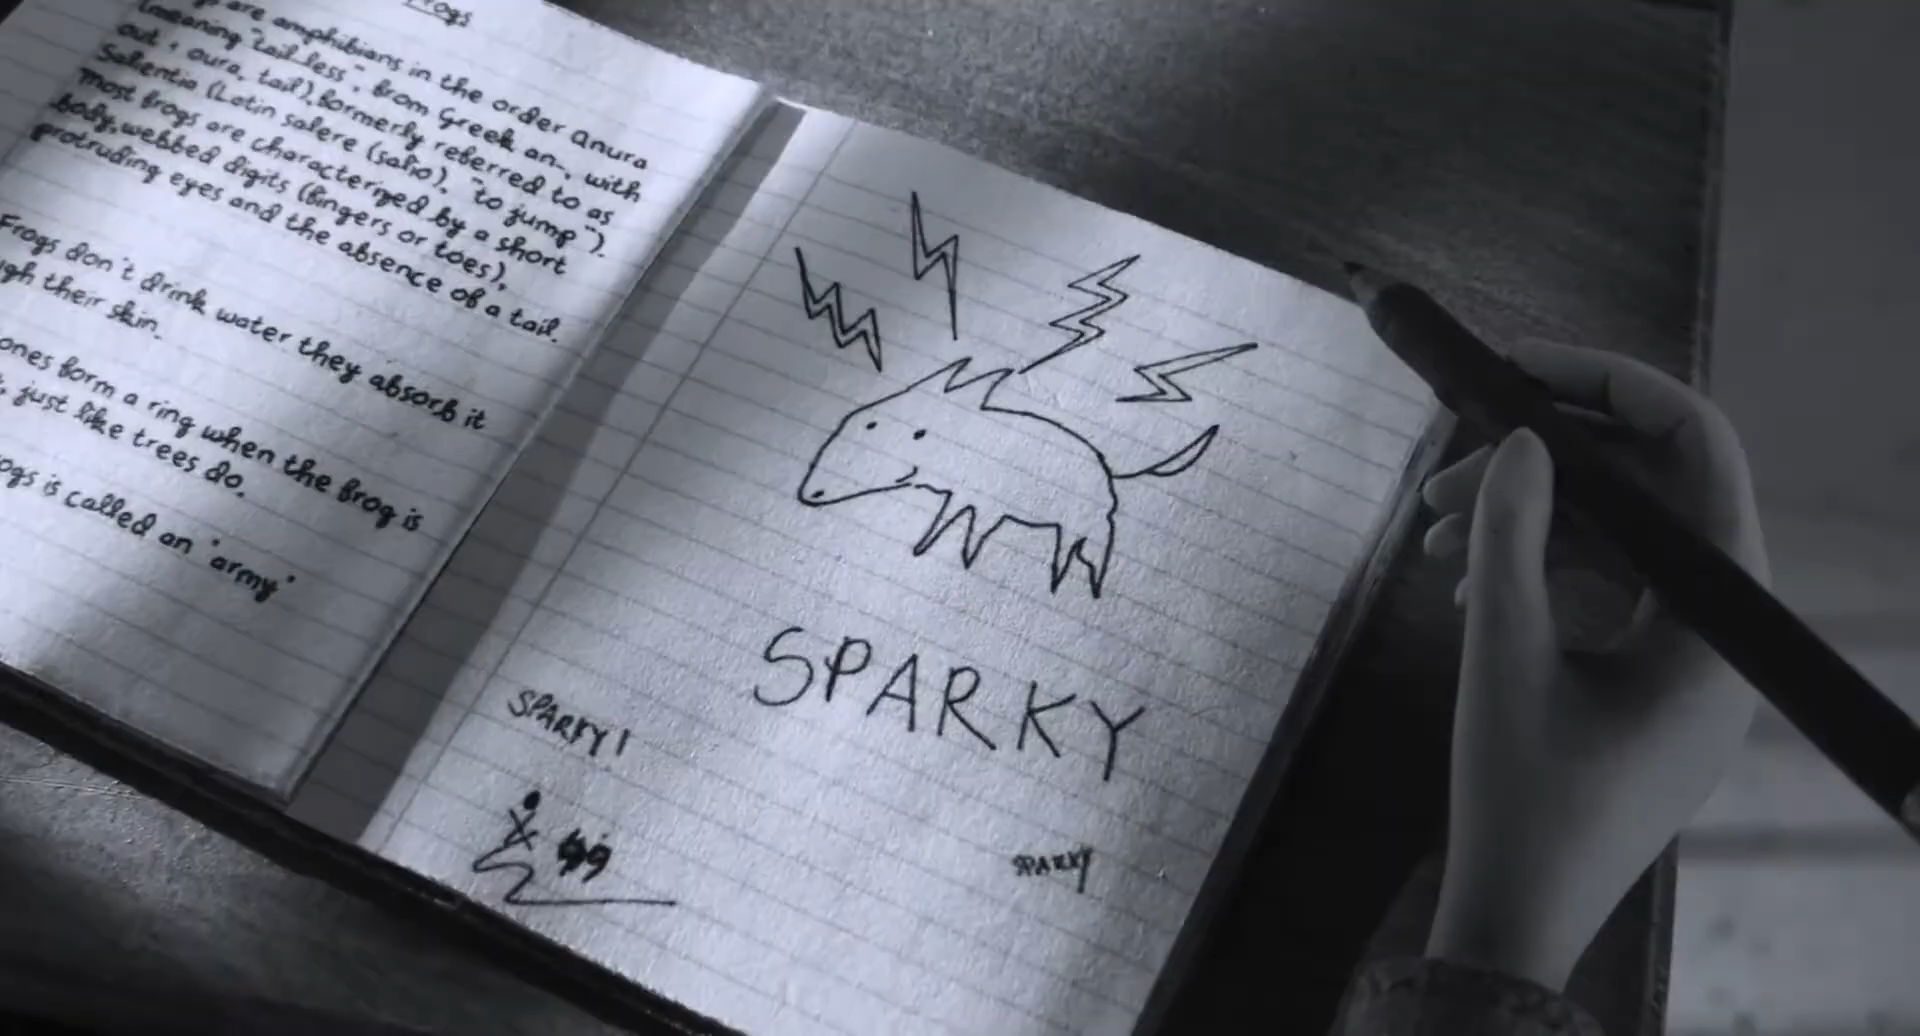 Frogs
are amphibians in the order Anura
(meaning "tail less", from Greek an-, with
out + oura, tail), formerly referred to as
Salentia (Latin salere (salio), "to jump").
Most frogs are characterized by a short
body, webbed digits (fingers or toes),
protruding eyes and the absence of a tail.
Frogs don't drink water they absorb it
their skin.
form a ring when the frog is
just like trees do.
is called an "army"
SPARKY
SPARKY!
SPARKY